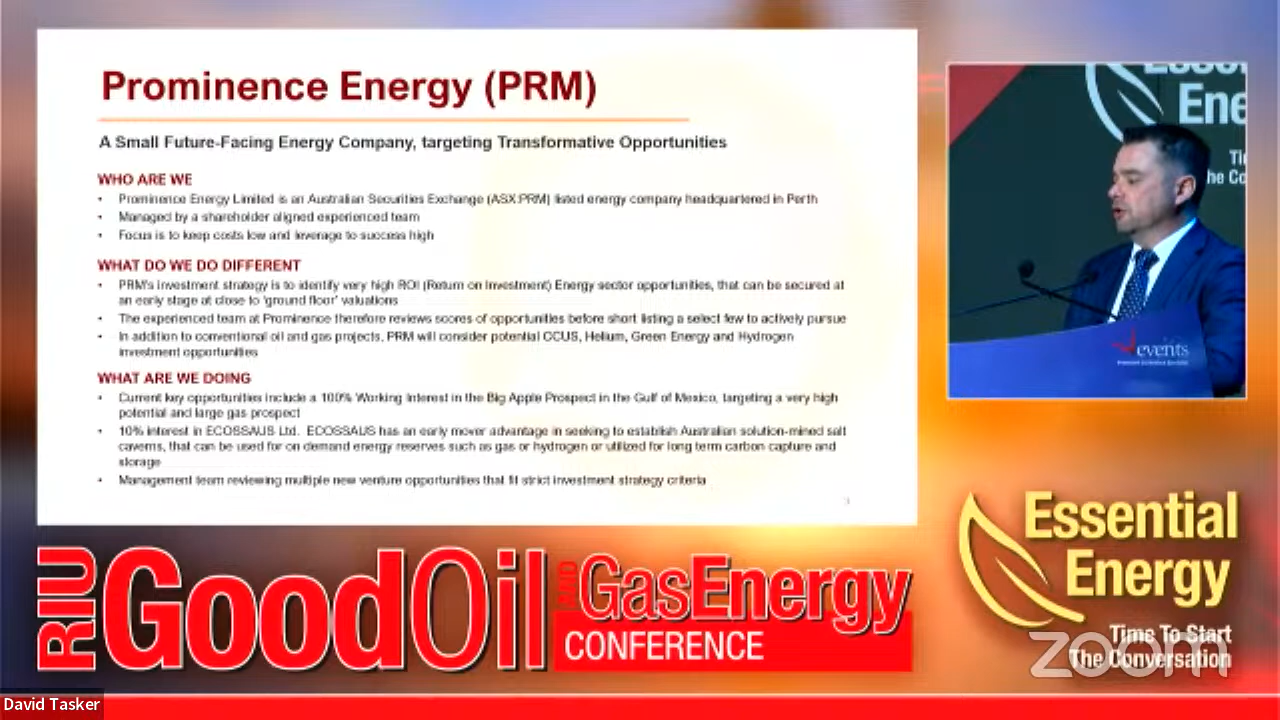 Prominence Energy (PRM)
A Small Future-Facing Energy Company, targeting Transformative Opportunities
WHO ARE WE
• Prominence Energy Limited is an Australian Securities Exchange (ASX:PRM) listed energy company headquartered in Perth
• Managed by a shareholder aligned experienced team
• Focus is to keep costs low and leverage to success high
WHAT DO WE DO DIFFERENT
• PRM's investment strategy is to identify very high ROI (Return on Investment) Energy sector opportunities, that can be secured at
an early stage at close to 'ground floor' valuations
• The experienced team at Prominence therefore reviews scores of opportunities before short listing a select few to actively pursue
• In addition to conventional oil and gas projects, PRM will consider potential CCUS, Helium, Green Energy and Hydrogen
investment opportunities
WHAT ARE WE DOING
• Current key opportunities include a 100% Working Interest in the Big Apple Prospect in the Gulf of Mexico, targeting a very high
potential and large gas prospect
• 10% interest in ECOSSAUS Ltd. ECOSSAUS has an early mover advantage in seeking to establish Australian solution-mined salt
caverns, that can be used for on demand energy reserves such as gas or hydrogen or utilized for long term carbon capture and
storage
• Management team reviewing multiple new venture opportunities that fit strict investment strategy criteria
Ene
Ti
he Co
events
RIU
GoodOil
AND
GasEnergy
CONFERENCE
Essential
Energy
Time To Start
The Conversation
zoom
David Tasker